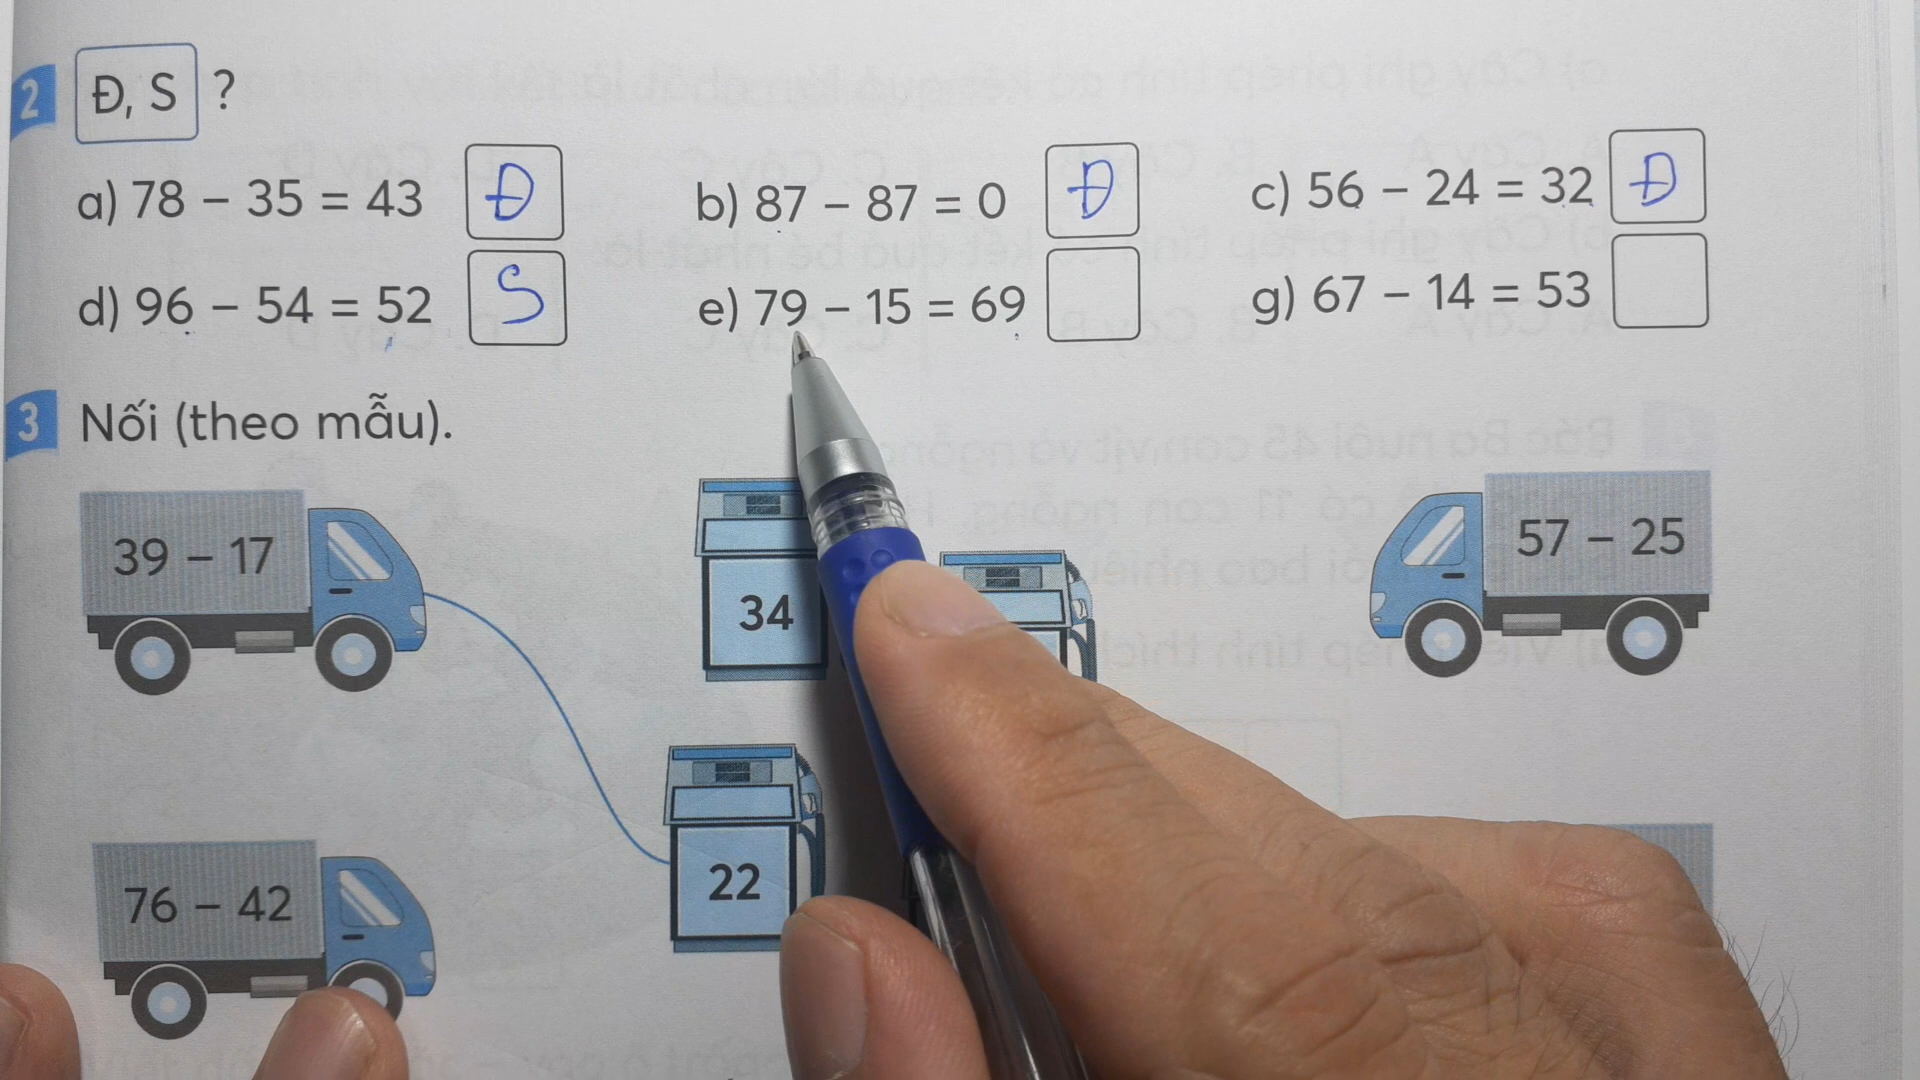 2 Đ, S ?
a) 78 – 35 = 43 Đ b) 87 – 87 = 0 Đ c) 56 – 24 = 32 Đ
d) 96 – 54 = 52 S e) 79 – 15 = 69 g) 67 – 14 = 53
3 Nối (theo mẫu).
39 – 17
34
57 – 25
22
76 – 42